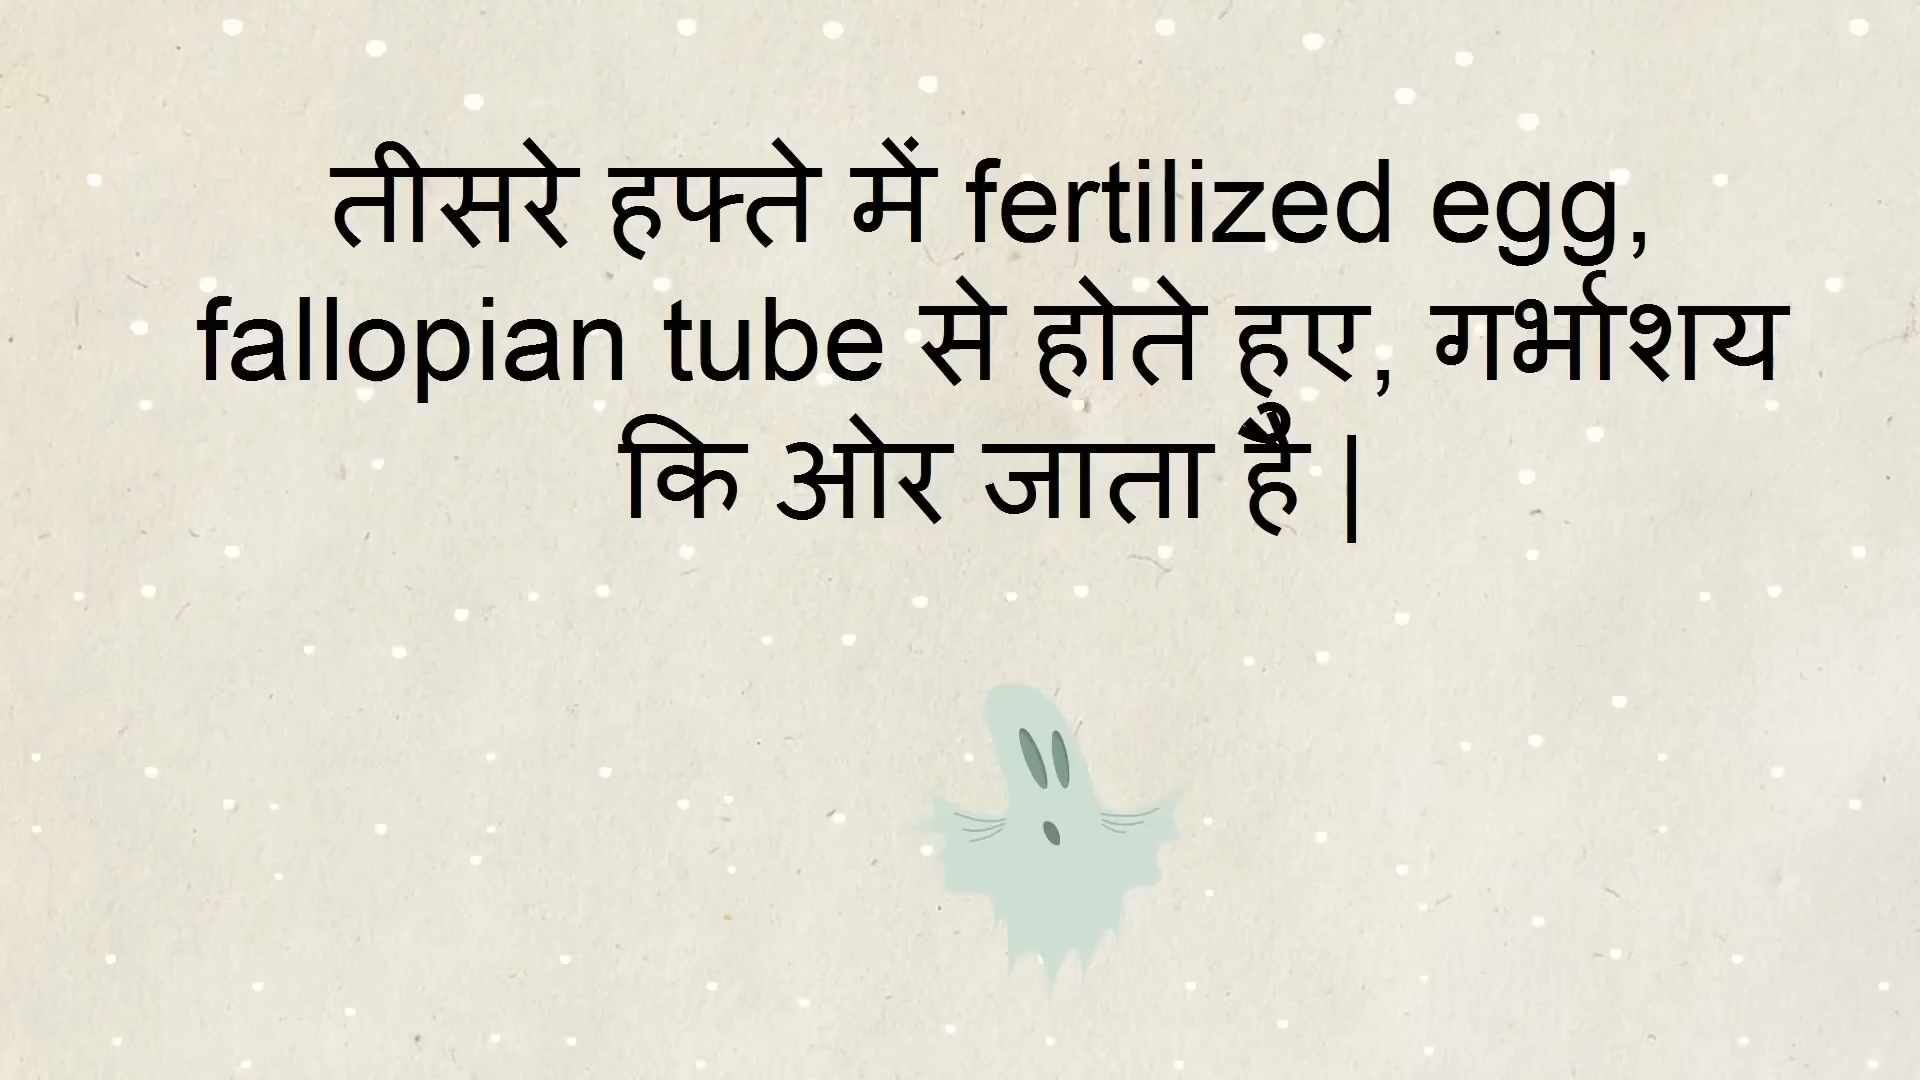 तीसरे हफ्ते में fertilized egg,
fallopian tube से होते हुए, गर्भाशय
कि ओर जाता है |